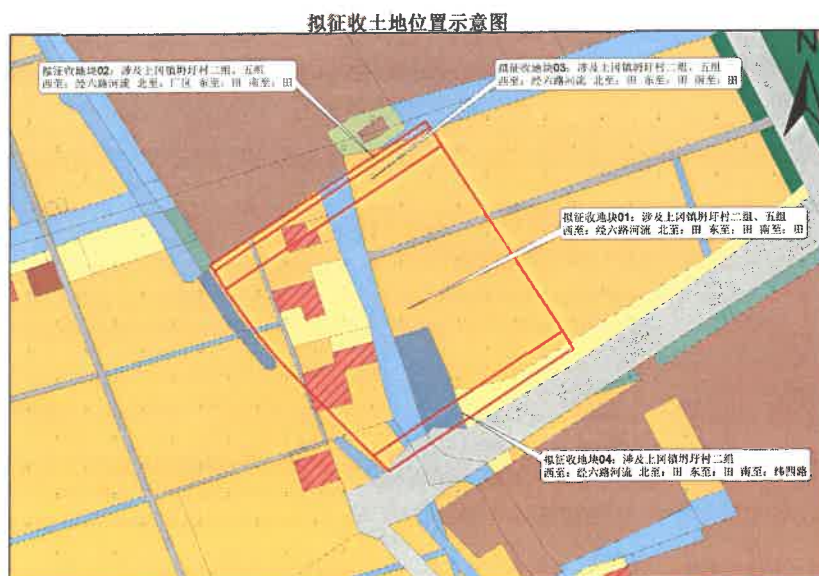 拟征收土地位置示意图
N
拟征收地块02：涉及上冈镇坍圩村二组、五组
西至：经六路河流 北至：厂区 东至：田 南至：田
拟征收地块03：涉及上冈镇坍圩村二组、五组
西至：经六路河流 北至：田 东至：田 南至：田
拟征收地块01：涉及上冈镇坍圩村二组、五组
西至：经六路河流 北至：田 东至：田 南至：田
拟征收地块04：涉及上冈镇坍圩村二组
西至：经六路河流 北至：田 东至：田 南至：纬四路